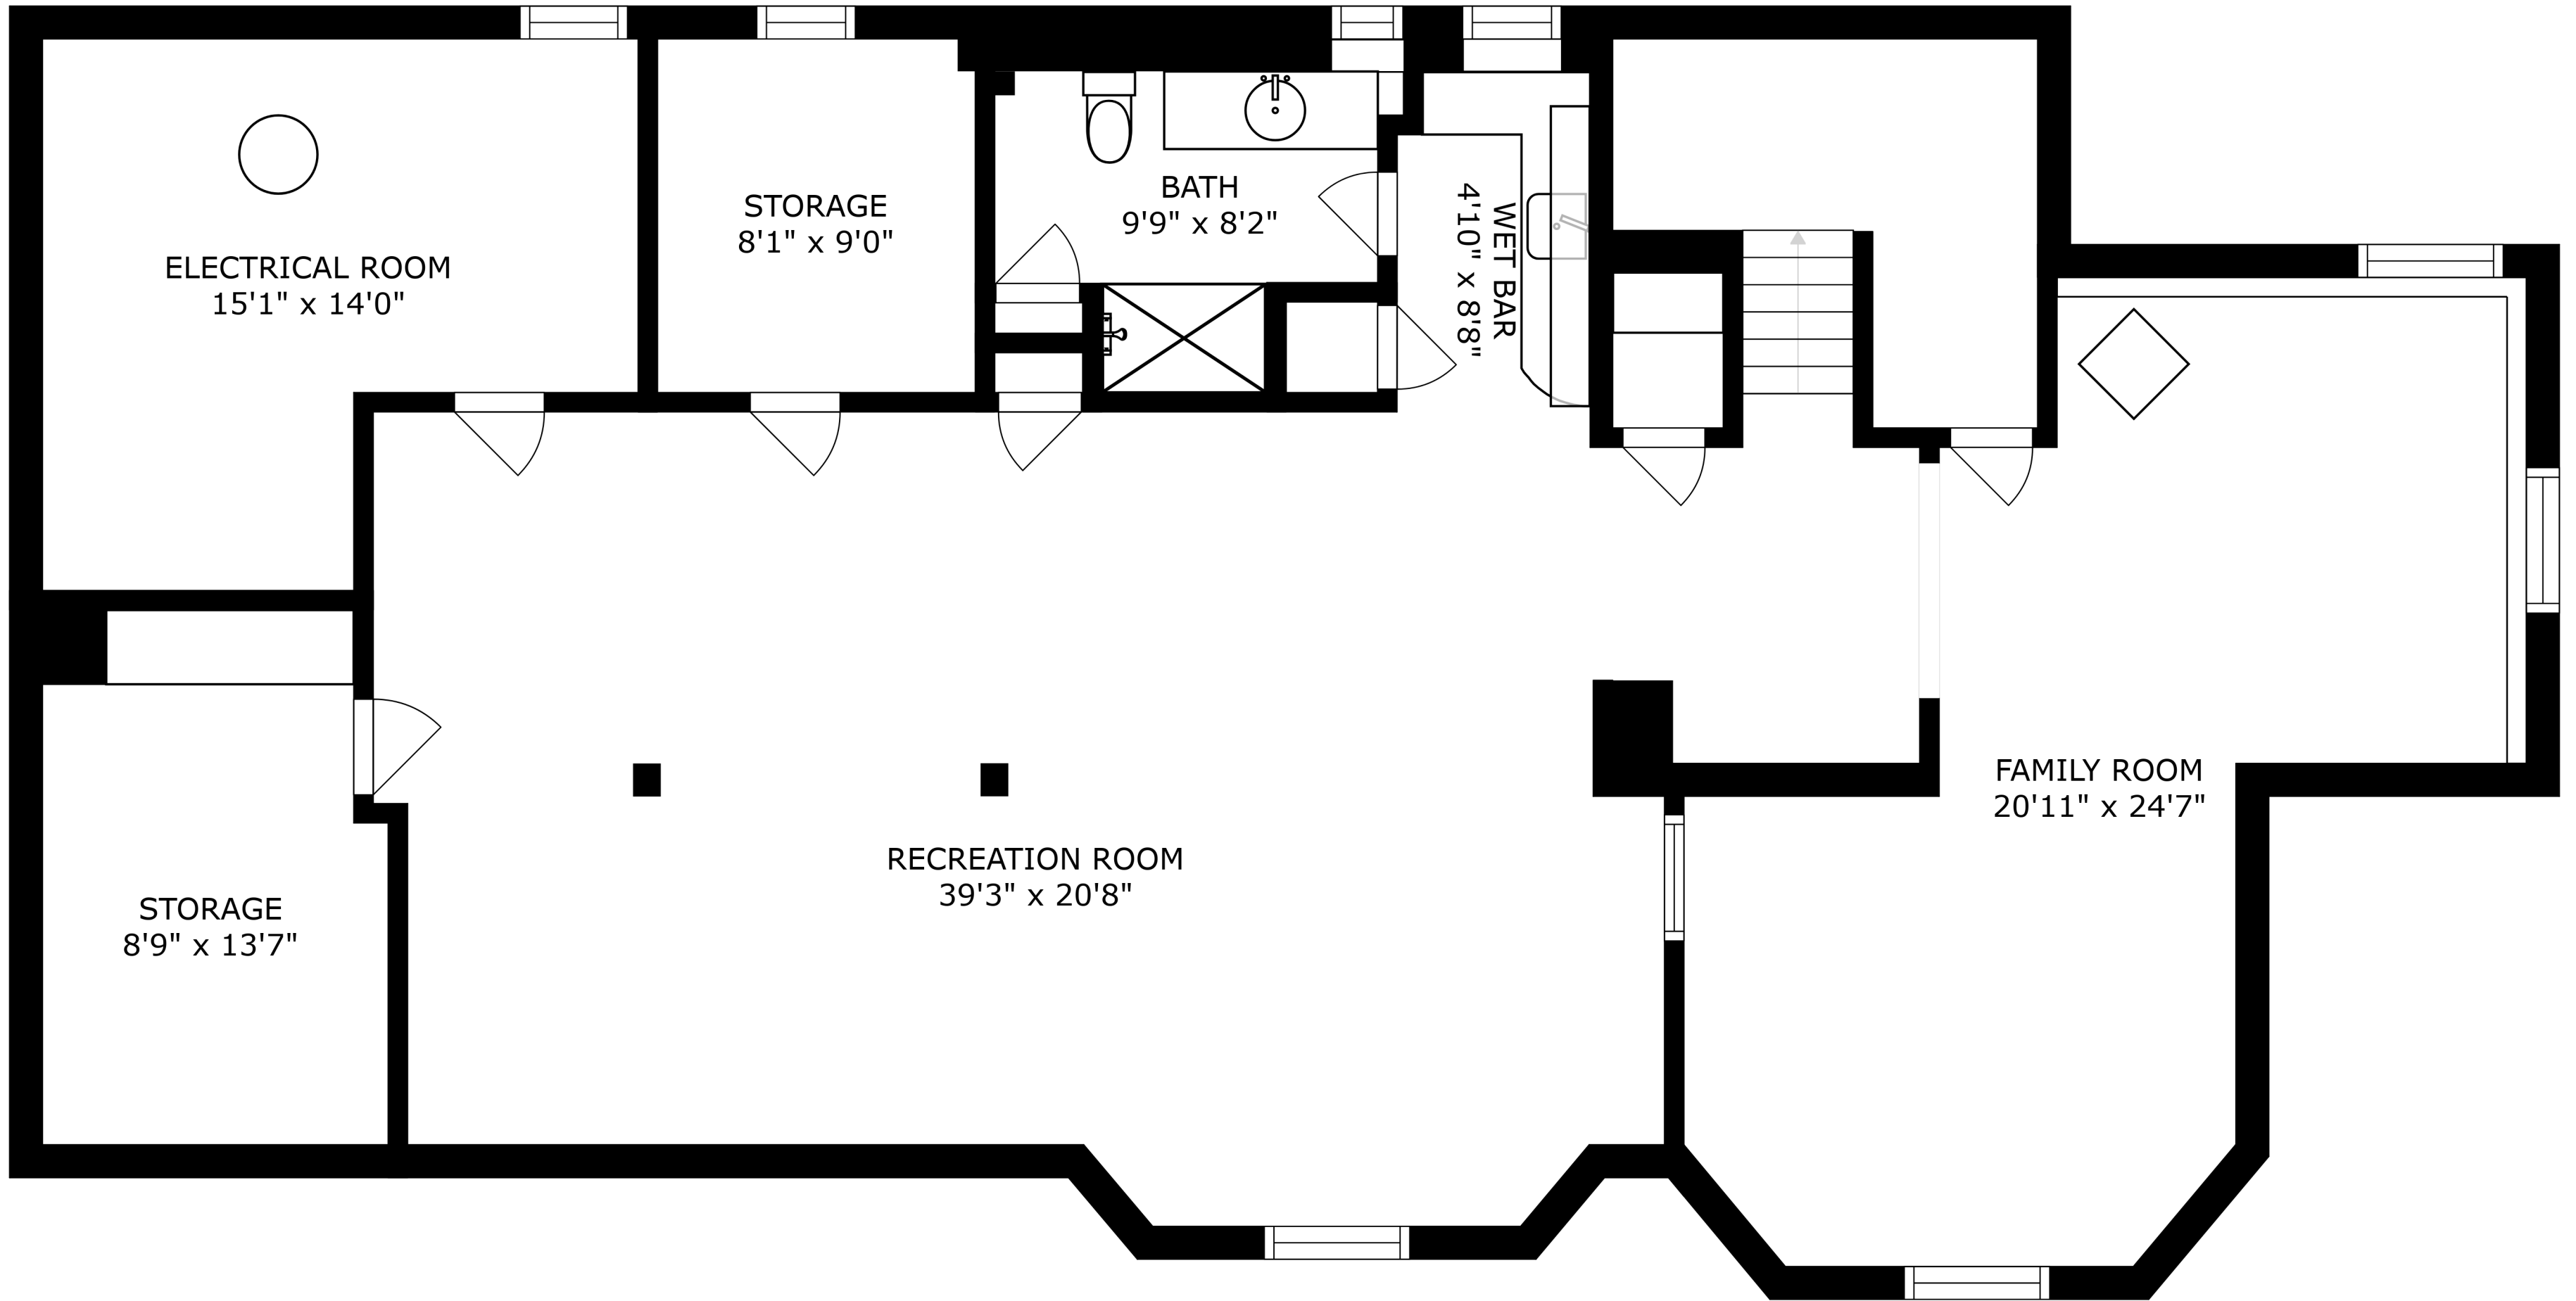 ELECTRICAL ROOM
15'1" x 14'0"
STORAGE
8'1" x 9'0"
BATH
9'9" x 8'2"
WET BAR
4'10" x 8'8"
FAMILY ROOM
20'11" x 24'7"
RECREATION ROOM
39'3" x 20'8"
STORAGE
8'9" x 13'7"